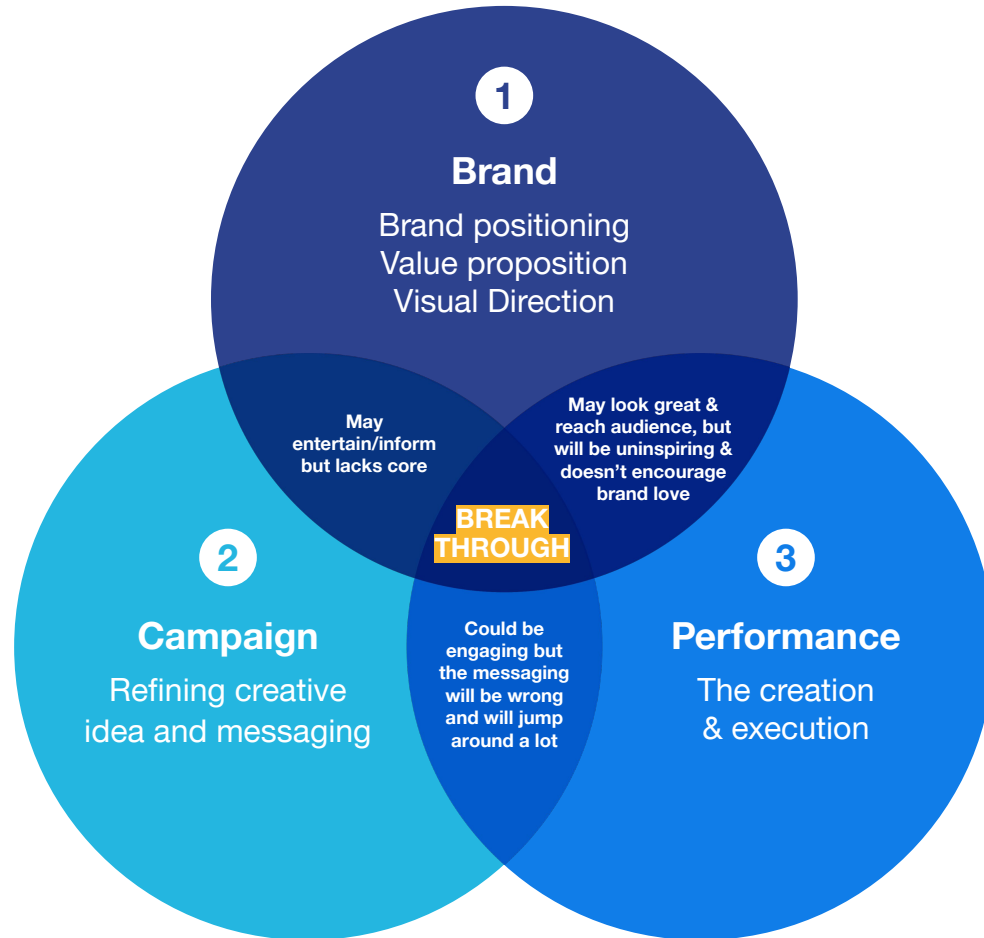 1
Brand
Brand positioning
Value proposition
Visual Direction
May
entertain/inform
but lacks core
May look great &
reach audience, but
will be uninspiring &
doesn’t encourage
brand love
BREAK
THROUGH
2
Campaign
Refining creative
idea and messaging
Could be
engaging but
the messaging
will be wrong
and will jump
around a lot
3
Performance
The creation
& execution